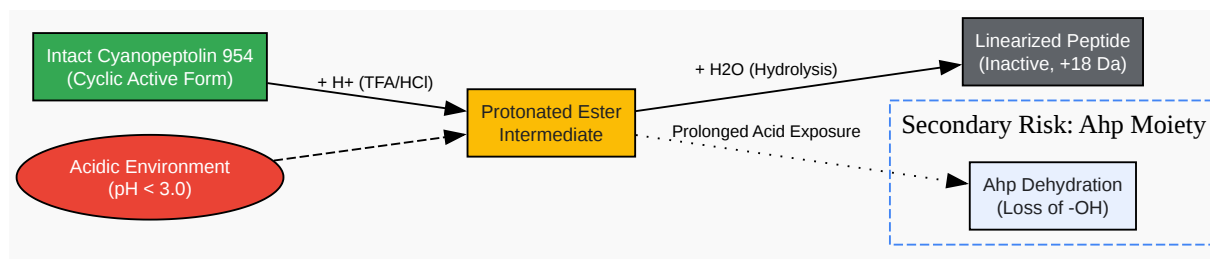 Intact Cyanopeptolin 954
(Cyclic Active Form)
+ H+ (TFA/HCl)
Acidic Environment
(pH < 3.0)
Protonated Ester
Intermediate
+ H2O (Hydrolysis)
Linearized Peptide
(Inactive, +18 Da)
Prolonged Acid Exposure
Secondary Risk: Ahp Moiety
Ahp Dehydration
(Loss of -OH)